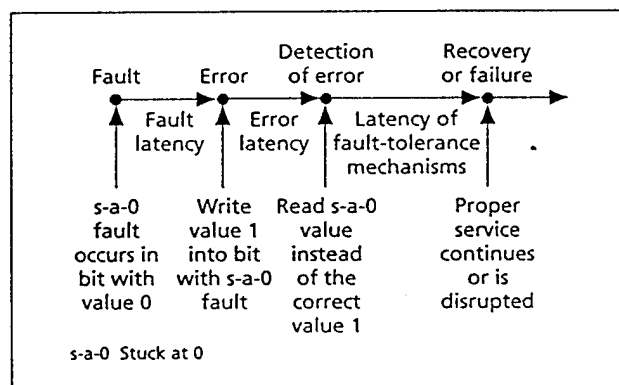 Fault
Error
Detection
of error
Recovery
or failure
Fault
latency
Error
latency
Latency of
fault-tolerance
mechanisms
s-a-0
fault
occurs in
bit with
value 0
Write
value 1
into bit
with s-a-0
fault
Read s-a-0
value
instead
of the
correct
value 1
Proper
service
continues
or is
disrupted
s-a-0 Stuck at 0